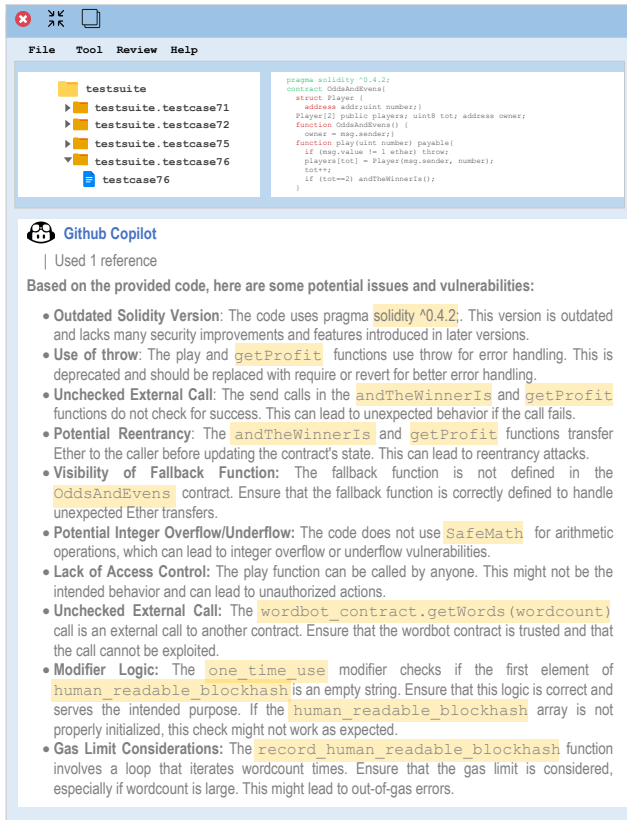 File Tool Review Help
testsuite
testsuite.testcase71
testsuite.testcase72
testsuite.testcase75
testsuite.testcase76
testcase76
pragma solidity ^0.4.2;
contract OddsAndEvens{
struct Player {
address addr;uint number;}
Player[2] public players; uint8 tot; address owner;
function OddsAndEvens() {
owner = msg.sender;}
function play(uint number) payable{
if (msg.value != 1 ether) throw;
players[tot] = Player(msg.sender, number);
tot++;
if (tot==2) andTheWinnerIs();
}
Github Copilot
| Used 1 reference
Based on the provided code, here are some potential issues and vulnerabilities:
• Outdated Solidity Version: The code uses pragma solidity ^0.4.2;. This version is outdated
and lacks many security improvements and features introduced in later versions.
• Use of throw: The play and getProfit functions use throw for error handling. This is
deprecated and should be replaced with require or revert for better error handling.
• Unchecked External Call: The send calls in the andTheWinnerIs and getProfit
functions do not check for success. This can lead to unexpected behavior if the call fails.
• Potential Reentrancy: The andTheWinnerIs and getProfit functions transfer
Ether to the caller before updating the contract's state. This can lead to reentrancy attacks.
• Visibility of Fallback Function: The fallback function is not defined in the
OddsAndEvens contract. Ensure that the fallback function is correctly defined to handle
unexpected Ether transfers.
• Potential Integer Overflow/Underflow: The code does not use SafeMath for arithmetic
operations, which can lead to integer overflow or underflow vulnerabilities.
• Lack of Access Control: The play function can be called by anyone. This might not be the
intended behavior and can lead to unauthorized actions.
• Unchecked External Call: The wordbot_contract.getWords(wordcount)
call is an external call to another contract. Ensure that the wordbot contract is trusted and that
the call cannot be exploited.
• Modifier Logic: The one_time_use modifier checks if the first element of
human_readable_blockhash is an empty string. Ensure that this logic is correct and
serves the intended purpose. If the human_readable_blockhash array is not
properly initialized, this check might not work as expected.
• Gas Limit Considerations: The record_human_readable_blockhash function
involves a loop that iterates wordcount times. Ensure that the gas limit is considered,
especially if wordcount is large. This might lead to out-of-gas errors.